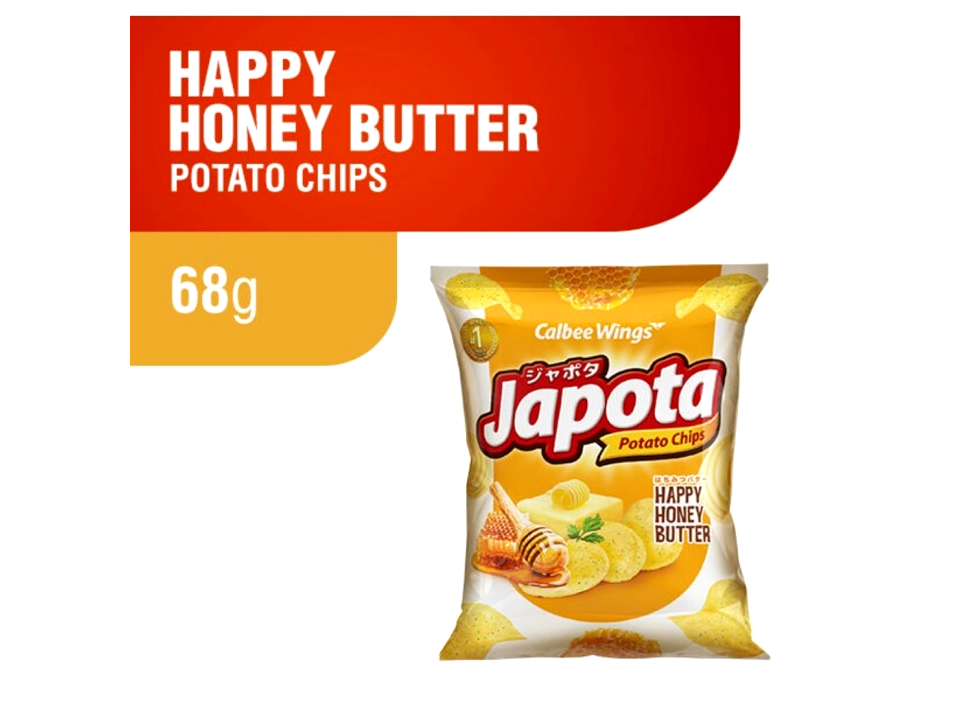 HAPPY
HONEY BUTTER
POTATO CHIPS
68g
Calbee Wings
#1
ジャポタ
Japota
Potato Chips
はちみつバター
HAPPY
HONEY
BUTTER